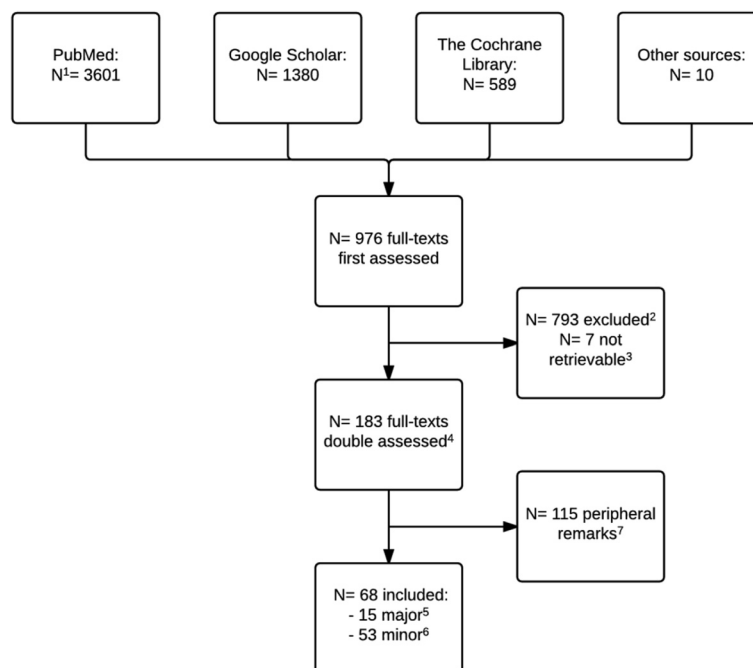 PubMed:
N¹= 3601
Google Scholar:
N= 1380
The Cochrane
Library:
N= 589
Other sources:
N= 10
N= 976 full-texts
first assessed
N= 793 excluded²
N= 7 not
retrievable³
N= 183 full-texts
double assessed⁴
N= 115 peripheral
remarks⁷
N= 68 included:
- 15 major⁵
- 53 minor⁶